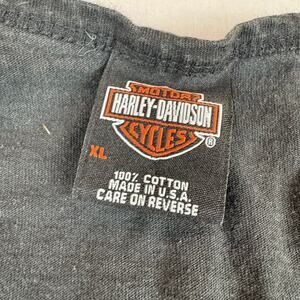 MOTOR
HARLEY-DAVIDSON
CYCLES
®
XL
100% COTTON
MADE IN U.S.A.
CARE ON REVERSE